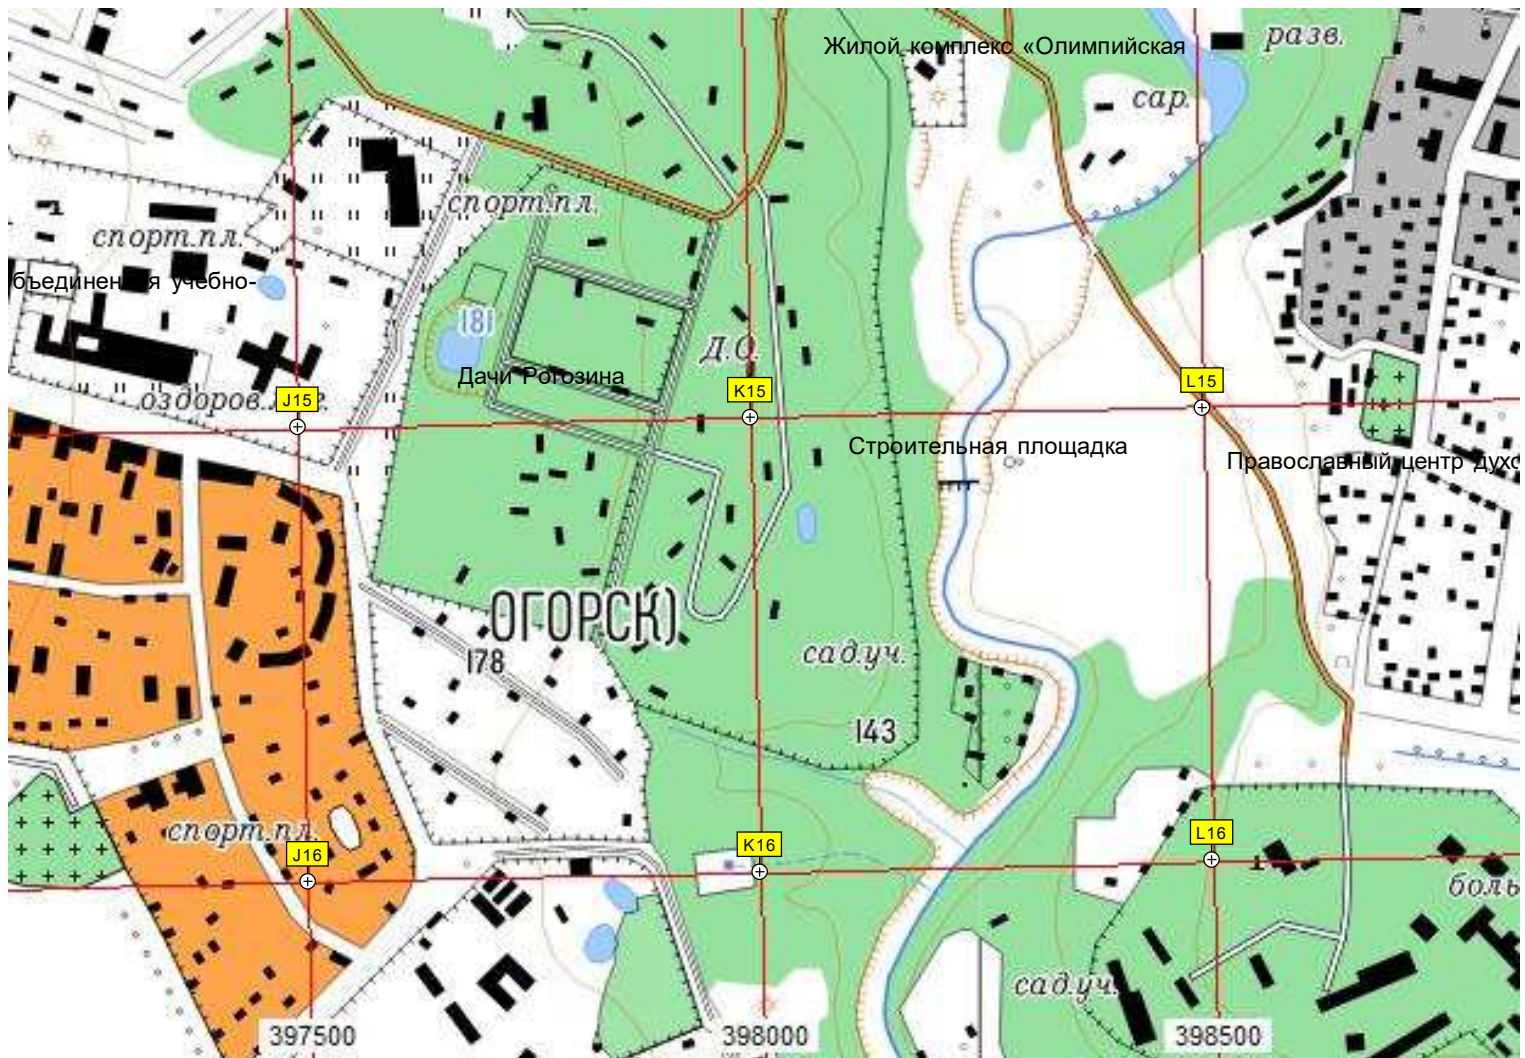 Жилой комплекс «Олимпийская
разв.
сар.
спорт.пл.
спорт.пл.
бъединенная учебно-
181
Д.О.
Дачи Рогозина
K15
L15
J15
оздоров.
Строительная площадка
Православный центр духо
ОГОРСК)
178
сад.уч.
143
спорт.пл.
J16
K16
L16
боль
сад.уч.
397500
398000
398500